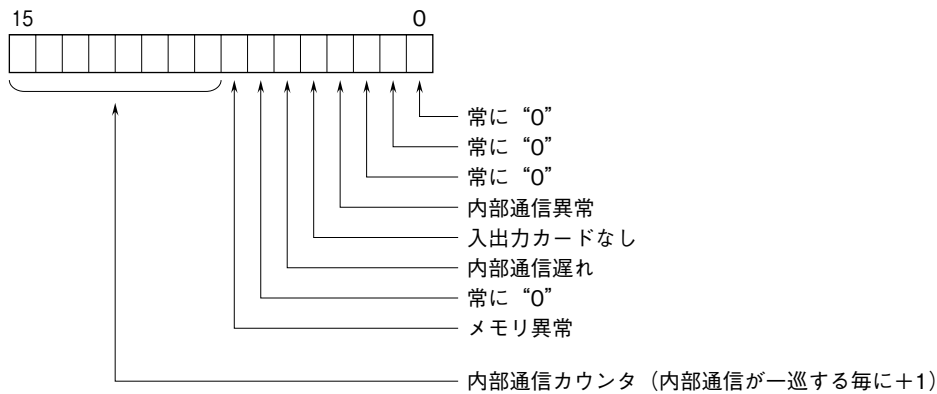 15 0
常に“0”
常に“0”
常に“0”
内部通信異常
入出力カードなし
内部通信遅れ
常に“0”
メモリ異常
内部通信カウンタ（内部通信が一巡する毎に＋1）